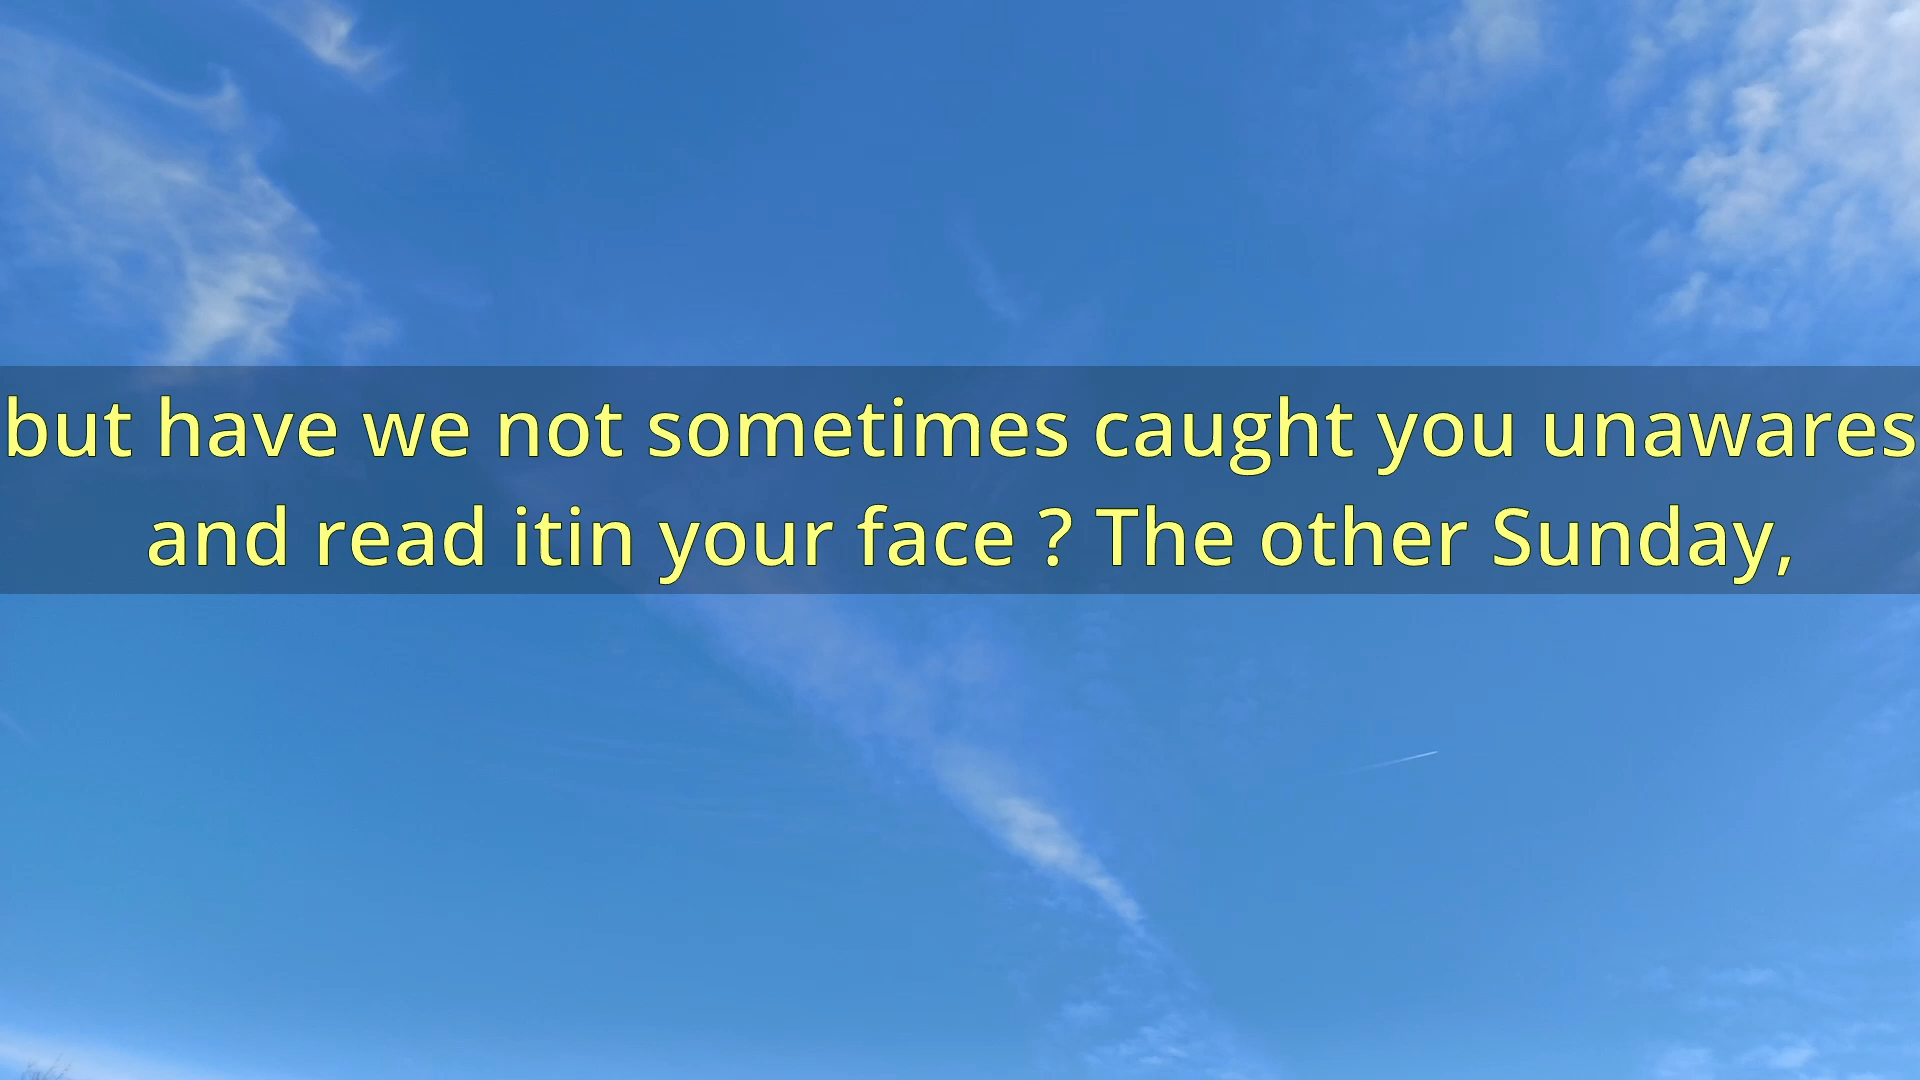 but have we not sometimes caught you unawares
and read itin your face ? The other Sunday,